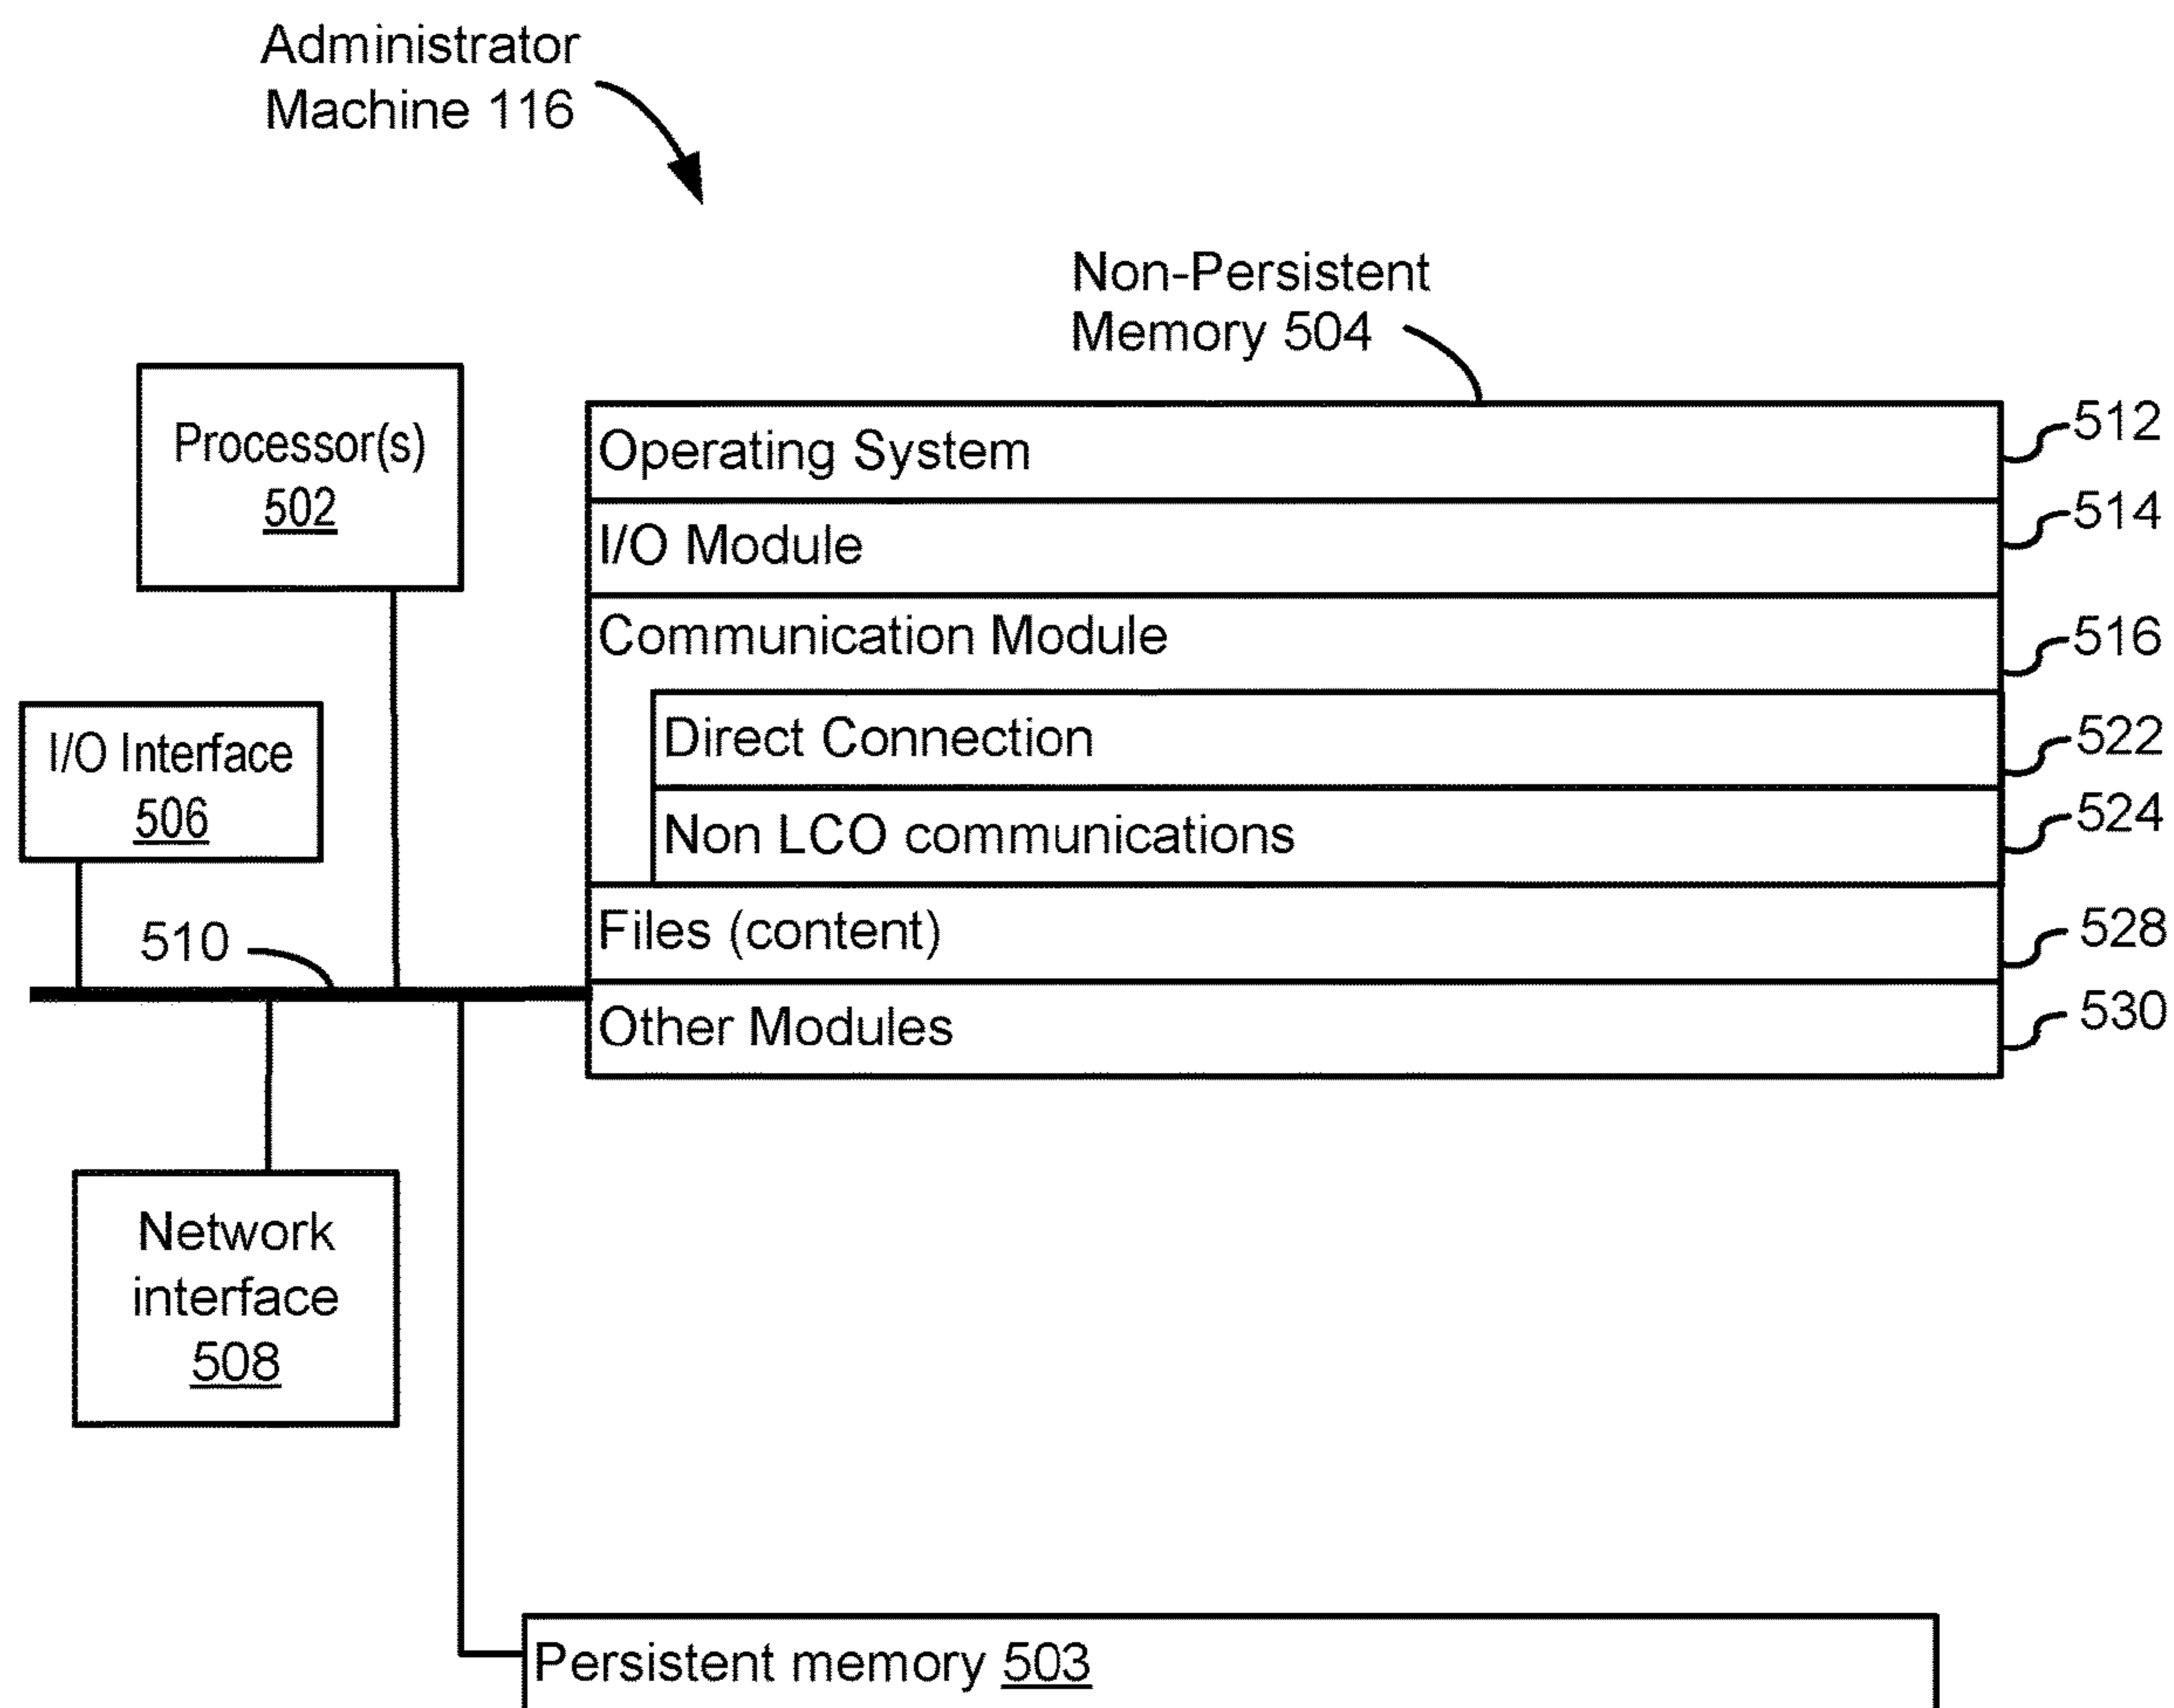 Administrator
Machine 116
Non-Persistent
Memory 504
Processor(s)
502
Operating System
512
I/O Module
514
Communication Module
516
Direct Connection
522
Non LCO communications
524
I/O Interface
506
510
Files (content)
528
Other Modules
530
Network
interface
508
Persistent memory 503